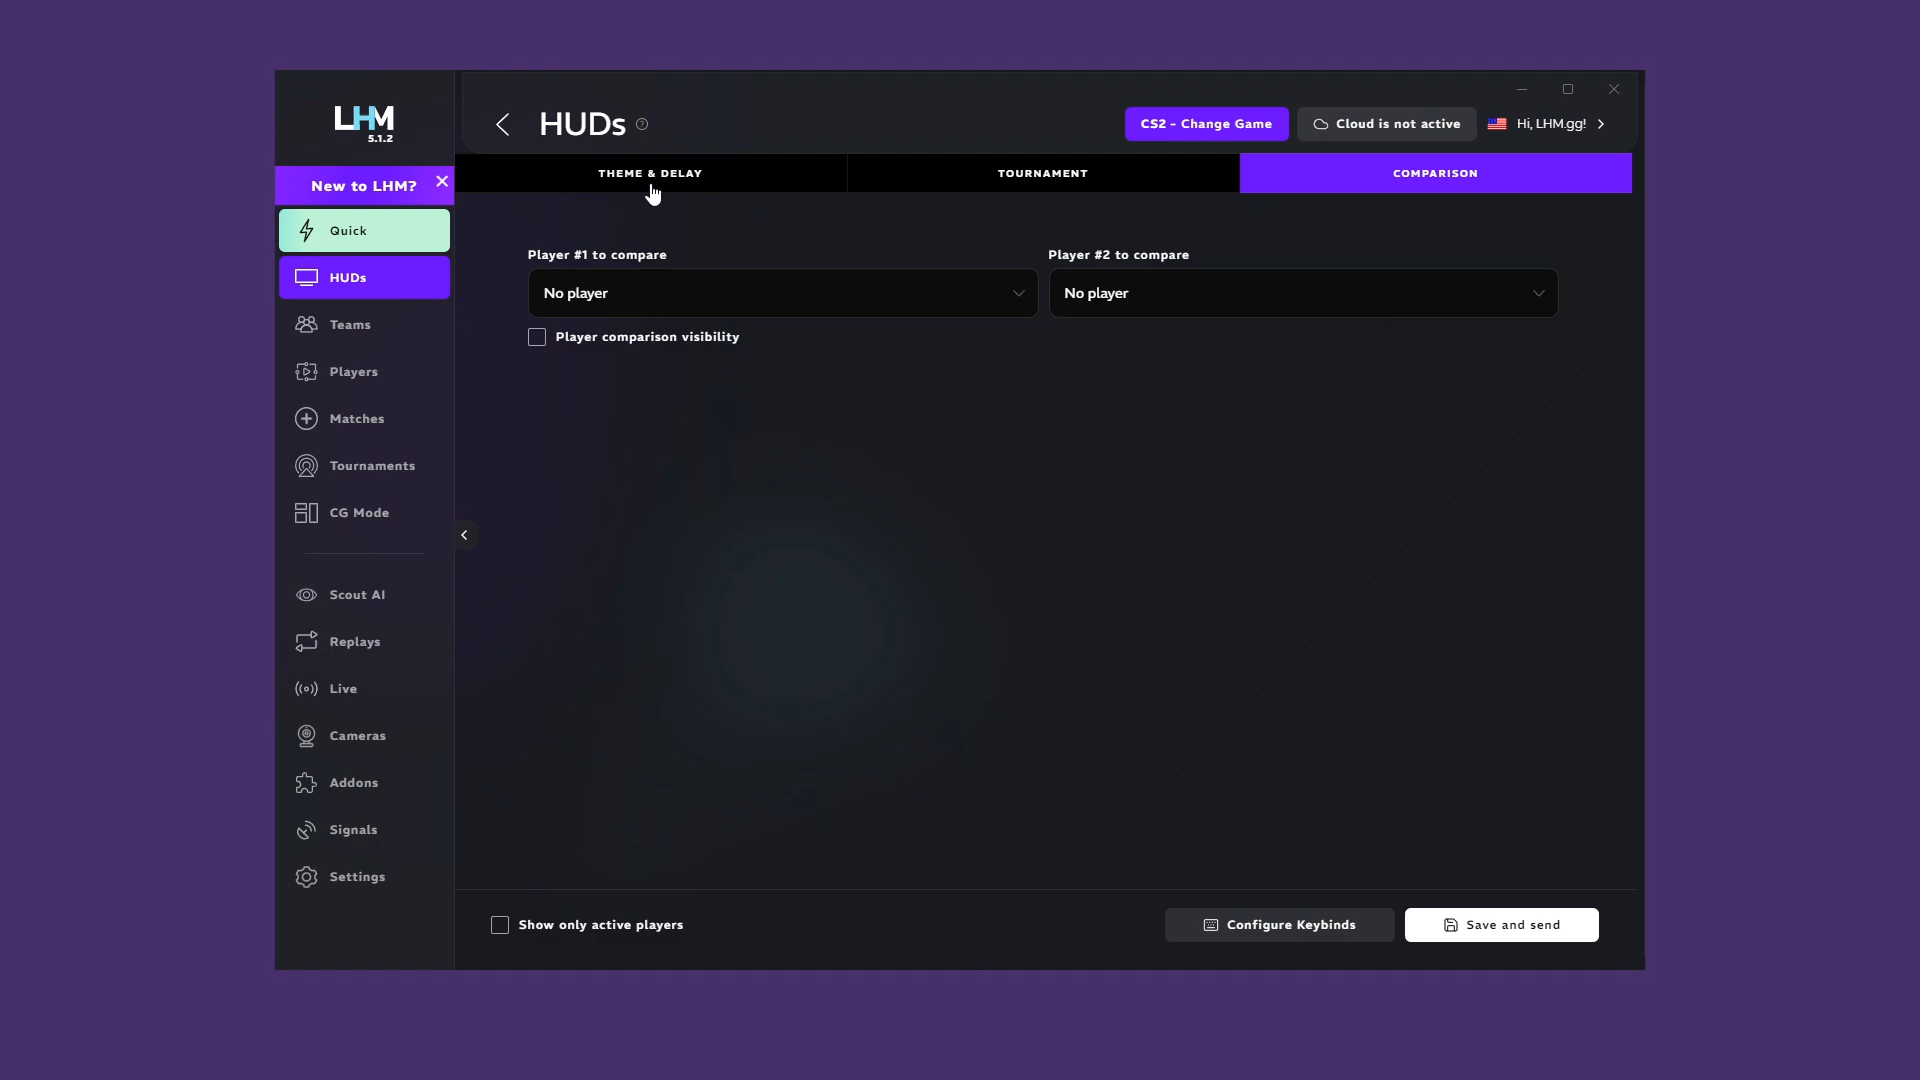 LHM
5.1.2
HUDs
CS2 - Change Game
Cloud is not active
Hi, LHM.gg!
New to LHM?
THEME & DELAY
TOURNAMENT
COMPARISON
Quick
HUDs
Teams
Players
Matches
Tournaments
CG Mode
Scout AI
Replays
Live
Cameras
Addons
Signals
Settings
Player #1 to compare
Player #2 to compare
No player
No player
Player comparison visibility
Show only active players
Configure Keybinds
Save and send